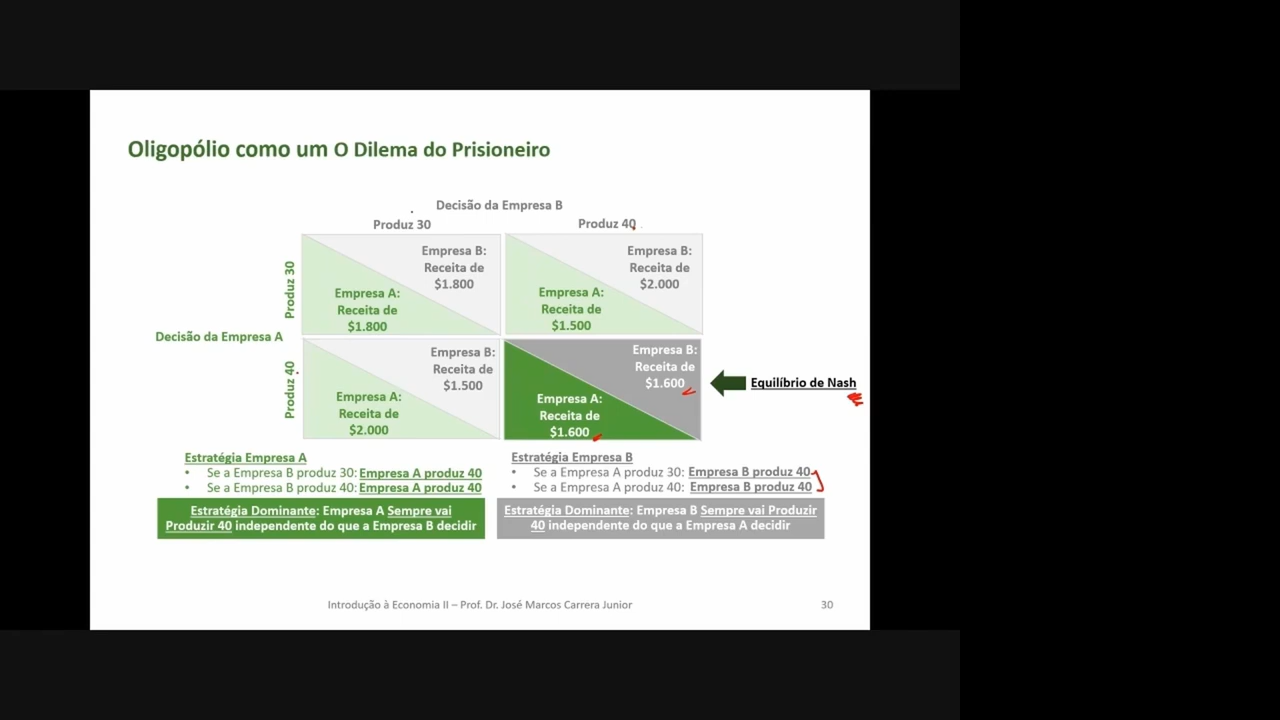 Oligopólio como um O Dilema do Prisioneiro
Decisão da Empresa B
Produz 30
Produz 40
Decisão da Empresa A
Produz 30
Empresa B:
Receita de
$1.800
Empresa A:
Receita de
$1.800
Empresa B:
Receita de
$2.000
Empresa A:
Receita de
$1.500
Produz 40
Empresa B:
Receita de
$1.500
Empresa A:
Receita de
$2.000
Empresa B:
Receita de
$1.600
Empresa A:
Receita de
$1.600
Equilíbrio de Nash
Estratégia Empresa A
• Se a Empresa B produz 30: Empresa A produz 40
• Se a Empresa B produz 40: Empresa A produz 40
Estratégia Dominante: Empresa A Sempre vai
Produzir 40 independente do que a Empresa B decidir
Estratégia Empresa B
• Se a Empresa A produz 30: Empresa B produz 40
• Se a Empresa A produz 40: Empresa B produz 40
Estratégia Dominante: Empresa B Sempre vai Produzir
40 independente do que a Empresa A decidir
Introdução à Economia II – Prof. Dr. José Marcos Carrera Junior
30